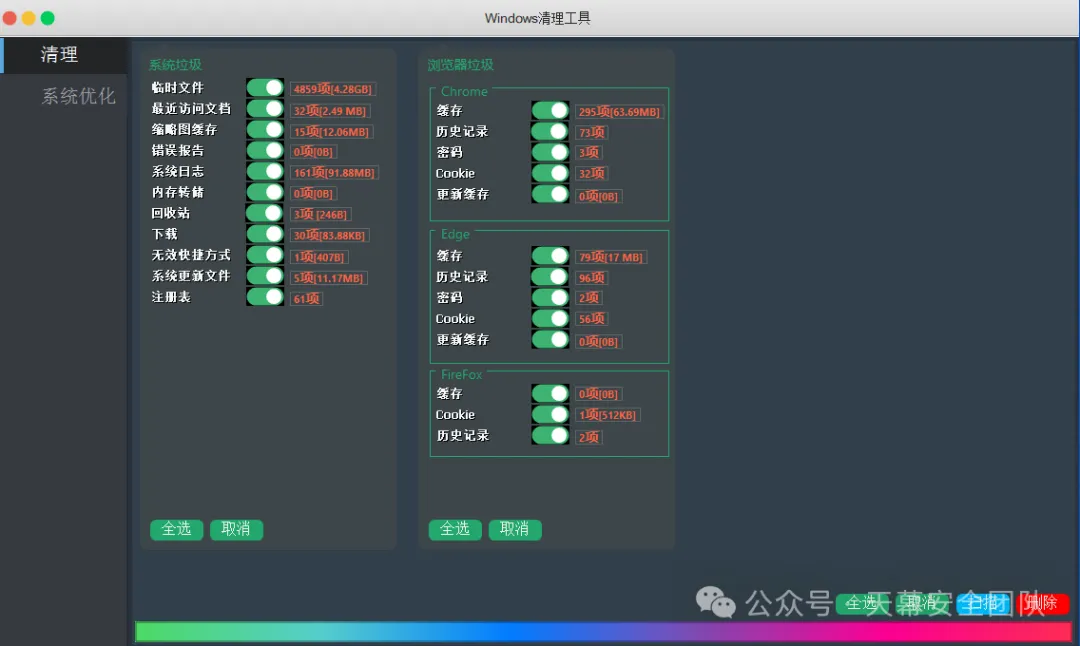 Windows清理工具
清理
系统优化
系统垃圾
临时文件 4859项[4.28GB]
最近访问文档 32项[2.49 MB]
缩略图缓存 15项[12.06MB]
错误报告 0项[0B]
系统日志 161项[91.88MB]
内存转储 0项[0B]
回收站 3项 [246B]
下载 30项[83.88KB]
无效快捷方式 1项[407B]
系统更新文件 5项[11.17MB]
注册表 61项
全选 取消
浏览器垃圾
Chrome
缓存 295项[63.69MB]
历史记录 73项
密码 3项
Cookie 32项
更新缓存 0项[0B]
Edge
缓存 79项[17 MB]
历史记录 96项
密码 2项
Cookie 56项
更新缓存 0项[0B]
FireFox
缓存 0项[0B]
Cookie 1项[512KB]
历史记录 2项
全选 取消
全选 取消 扫描 删除
公众号 天幕安全团队